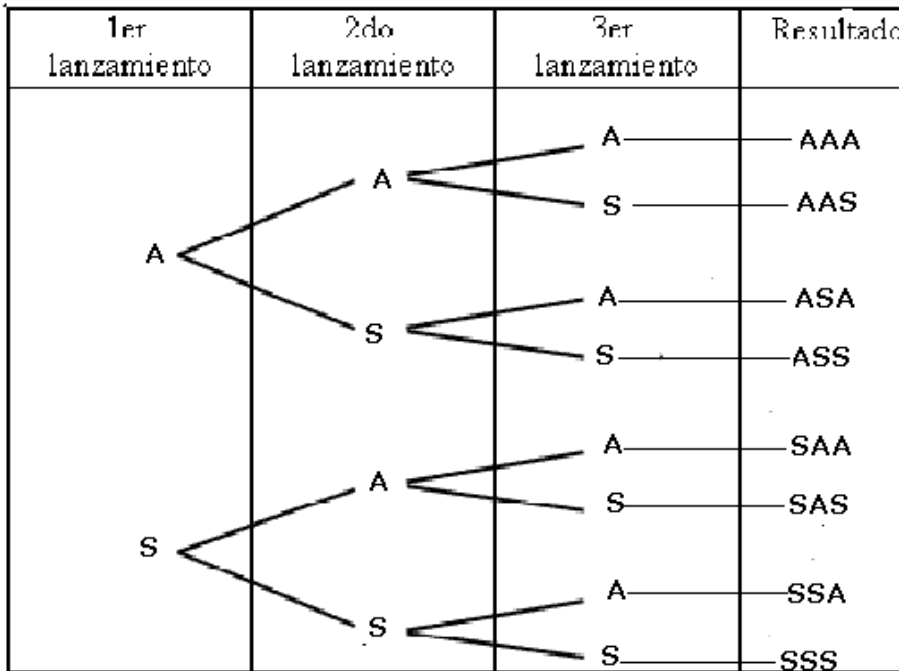 1er lanzamiento
2do lanzamiento
3er lanzamiento
Resultado
A AAA
A
S AAS
A
A ASA
S
S ASS
A SAA
A
S SAS
S
A SSA
S
S SSS